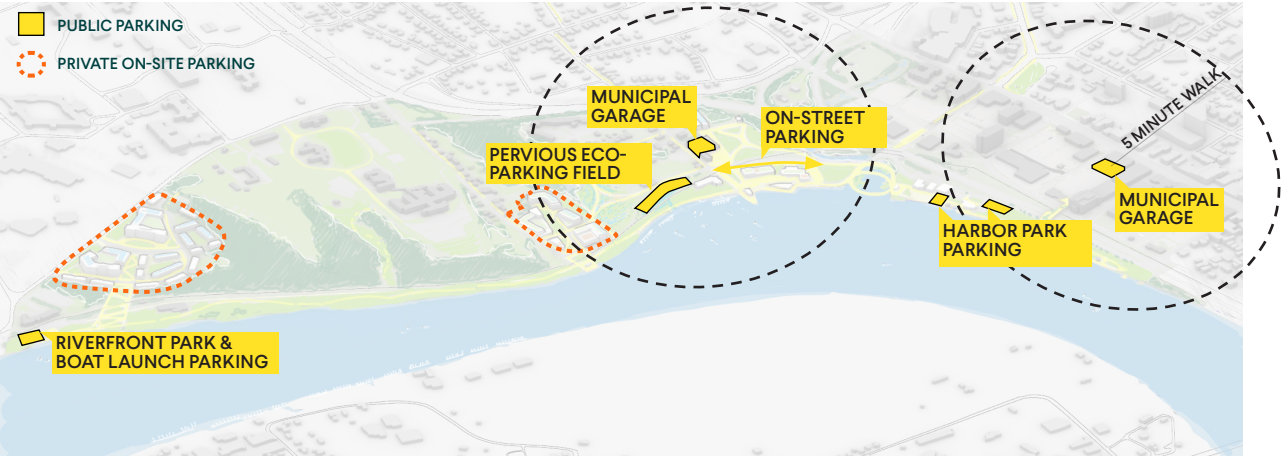 PUBLIC PARKING
PRIVATE ON-SITE PARKING
MUNICIPAL
GARAGE
ON-STREET
PARKING
5 MINUTE WALK
PERVIOUS ECO-
PARKING FIELD
MUNICIPAL
GARAGE
HARBOR PARK
PARKING
RIVERFRONT PARK &
BOAT LAUNCH PARKING